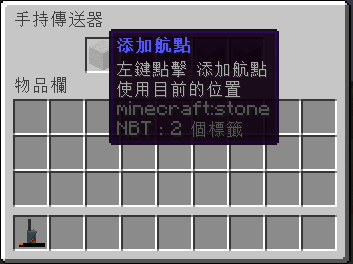 手持傳送器
添加航點
左鍵點擊 添加航點
使用目前的位置
minecraft:stone
NBT：2 個標籤
物品欄